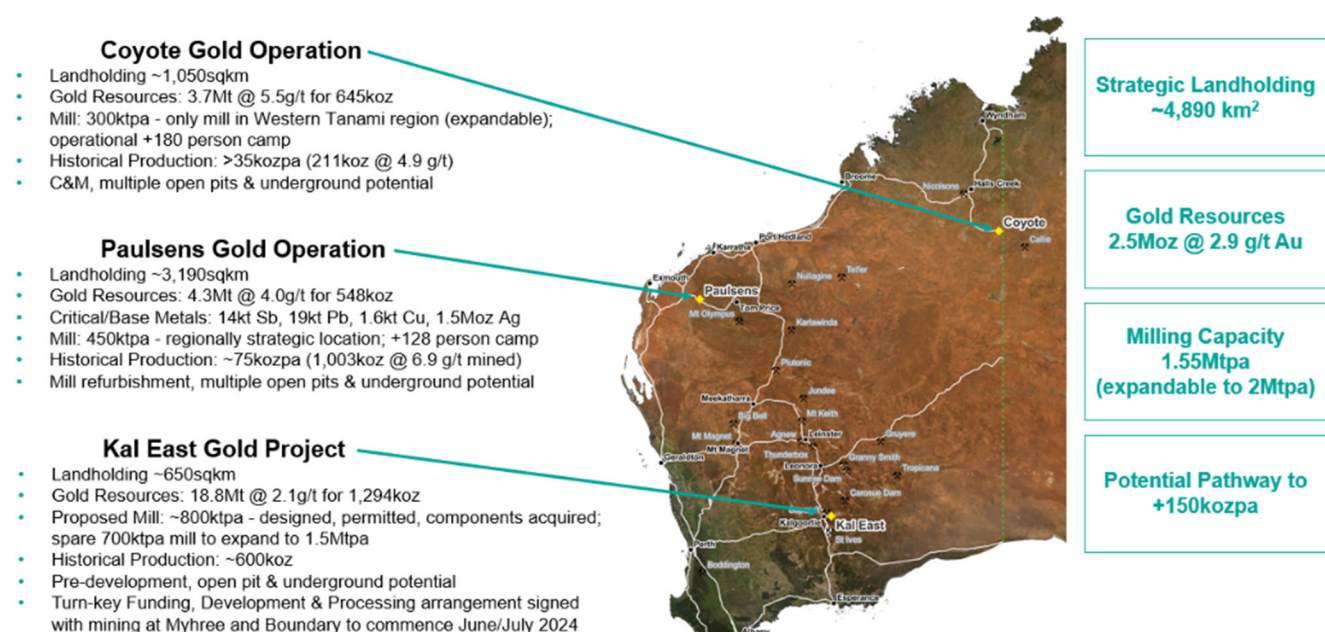 Coyote Gold Operation
• Landholding ~1,050sqkm
• Gold Resources: 3.7Mt @ 5.5g/t for 645koz
• Mill: 300ktpa - only mill in Western Tanami region (expandable);
operational +180 person camp
• Historical Production: >35kozpa (211koz @ 4.9 g/t)
• C&M, multiple open pits & underground potential
Paulsens Gold Operation
• Landholding ~3,190sqkm
• Gold Resources: 4.3Mt @ 4.0g/t for 548koz
• Critical/Base Metals: 14kt Sb, 19kt Pb, 1.6kt Cu, 1.5Moz Ag
• Mill: 450ktpa - regionally strategic location; +128 person camp
• Historical Production: ~75kozpa (1,003koz @ 6.9 g/t mined)
• Mill refurbishment, multiple open pits & underground potential
Kal East Gold Project
• Landholding ~650sqkm
• Gold Resources: 18.8Mt @ 2.1g/t for 1,294koz
• Proposed Mill: ~800ktpa - designed, permitted, components acquired;
spare 700ktpa mill to expand to 1.5Mtpa
• Historical Production: ~600koz
• Pre-development, open pit & underground potential
• Turn-key Funding, Development & Processing arrangement signed
with mining at Myhree and Boundary to commence June/July 2024
Wyndham
Broome
Nicolsons
Halls Creek
Coyote
Callie
Port Hedland
Karratha
Exmouth
Nullagine
Telfer
Paulsens
Tom Price
Mt Olympus
Karlawinda
Plutonic
Meekatharra
Jundee
Big Bell
Mt Keith
Mt Magnet
Mt Magnet
Agnew
Leinster
Gruyere
Geraldton
Thunderbox
Leonora
Granny Smith
Sunrise Dam
Tropicana
Carosue Dam
Kalgoorlie
Kal East
St Ives
Perth
Boddington
Esperance
Albany
Strategic Landholding
~4,890 km²
Gold Resources
2.5Moz @ 2.9 g/t Au
Milling Capacity
1.55Mtpa
(expandable to 2Mtpa)
Potential Pathway to
+150kozpa